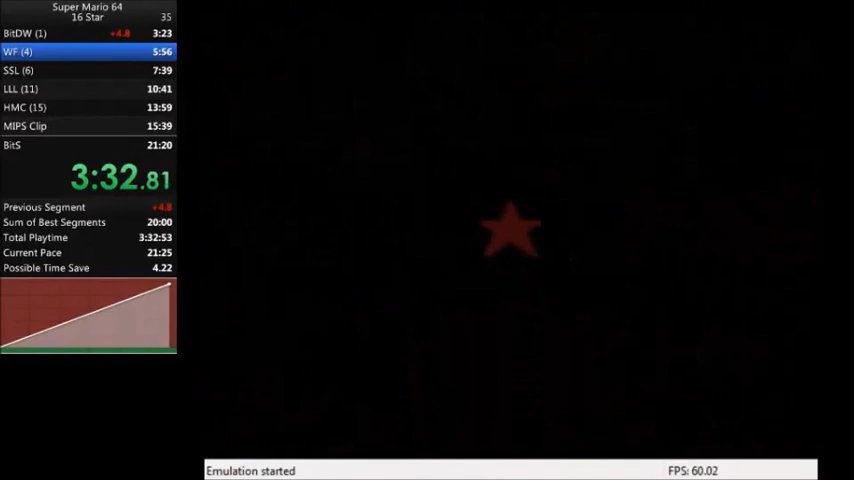 Super Mario 64
16 Star 35
BitDW (1) +4.8 3:23
WF (4) 5:56
SSL (6) 7:39
LLL (11) 10:41
HMC (15) 13:59
MIPS Clip 15:39
BitS 21:20
3:32.81
Previous Segment +4.8
Sum of Best Segments 20:00
Total Playtime 3:32:53
Current Pace 21:25
Possible Time Save 4.22
Emulation started FPS: 60.02